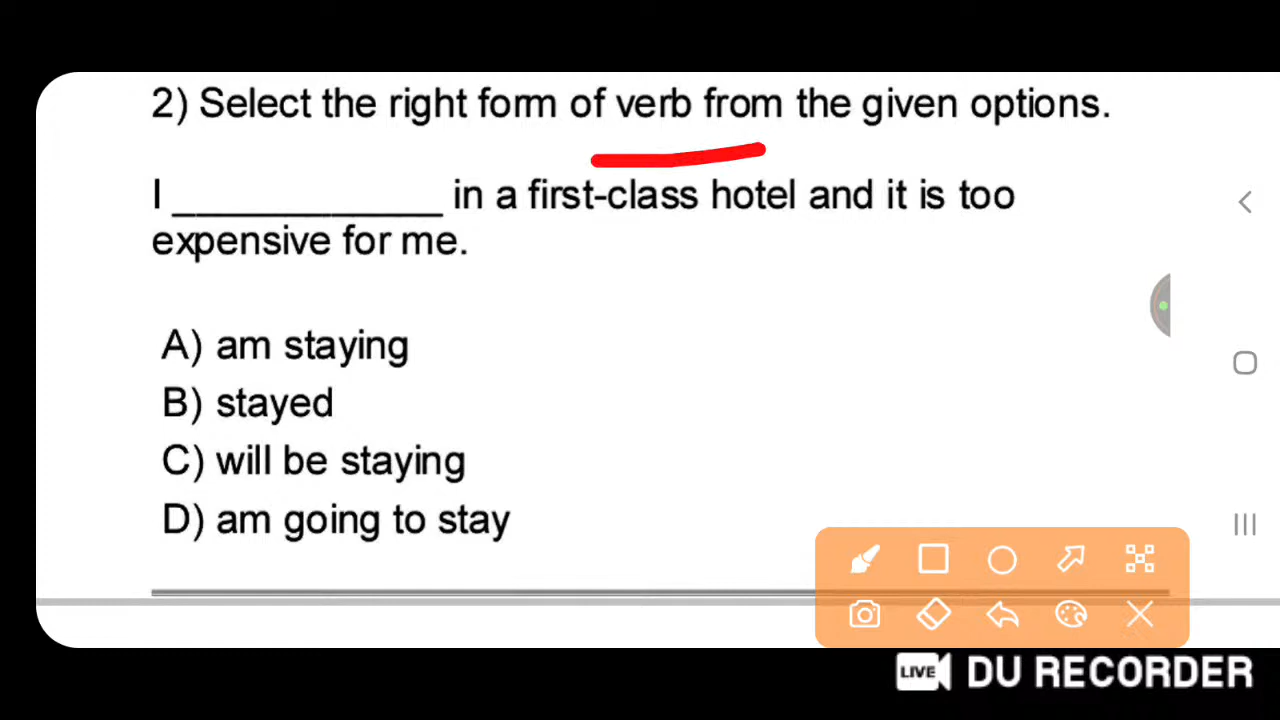 2) Select the right form of verb from the given options.
I ____________ in a first-class hotel and it is too
expensive for me.
A) am staying
B) stayed
C) will be staying
D) am going to stay
LIVE DU RECORDER